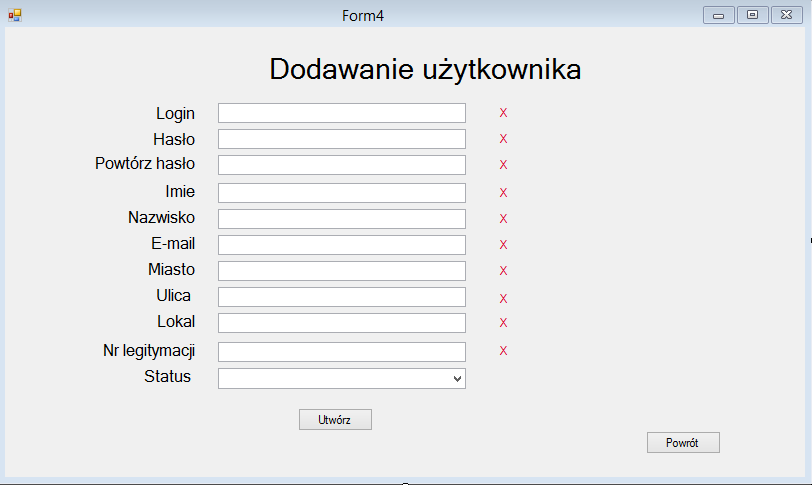 Form4
Dodawanie użytkownika
Login X
Hasło X
Powtórz hasło X
Imie X
Nazwisko X
E-mail X
Miasto X
Ulica X
Lokal X
Nr legitymacji X
Status
Utwórz
Powrót